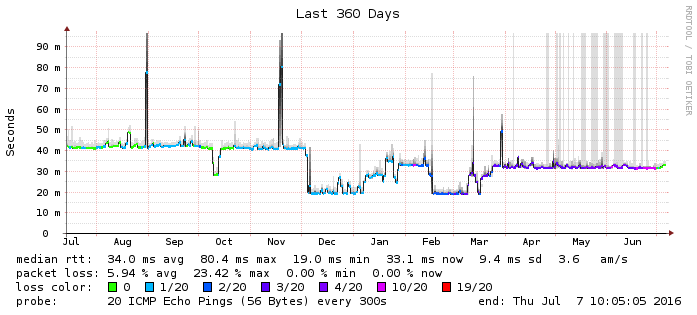 Last 360 Days
RRDTOOL / TOBI OETIKER
Seconds
90 m
80 m
70 m
60 m
50 m
40 m
30 m
20 m
10 m
0
Jul Aug Sep Oct Nov Dec Jan Feb Mar Apr May Jun
median rtt: 34.0 ms avg 80.4 ms max 19.0 ms min 33.1 ms now 9.4 ms sd 3.6 am/s
packet loss: 5.94 % avg 23.42 % max 0.00 % min 0.00 % now
loss color: 0 1/20 2/20 3/20 4/20 10/20 19/20
probe: 20 ICMP Echo Pings (56 Bytes) every 300s end: Thu Jul 7 10:05:05 2016